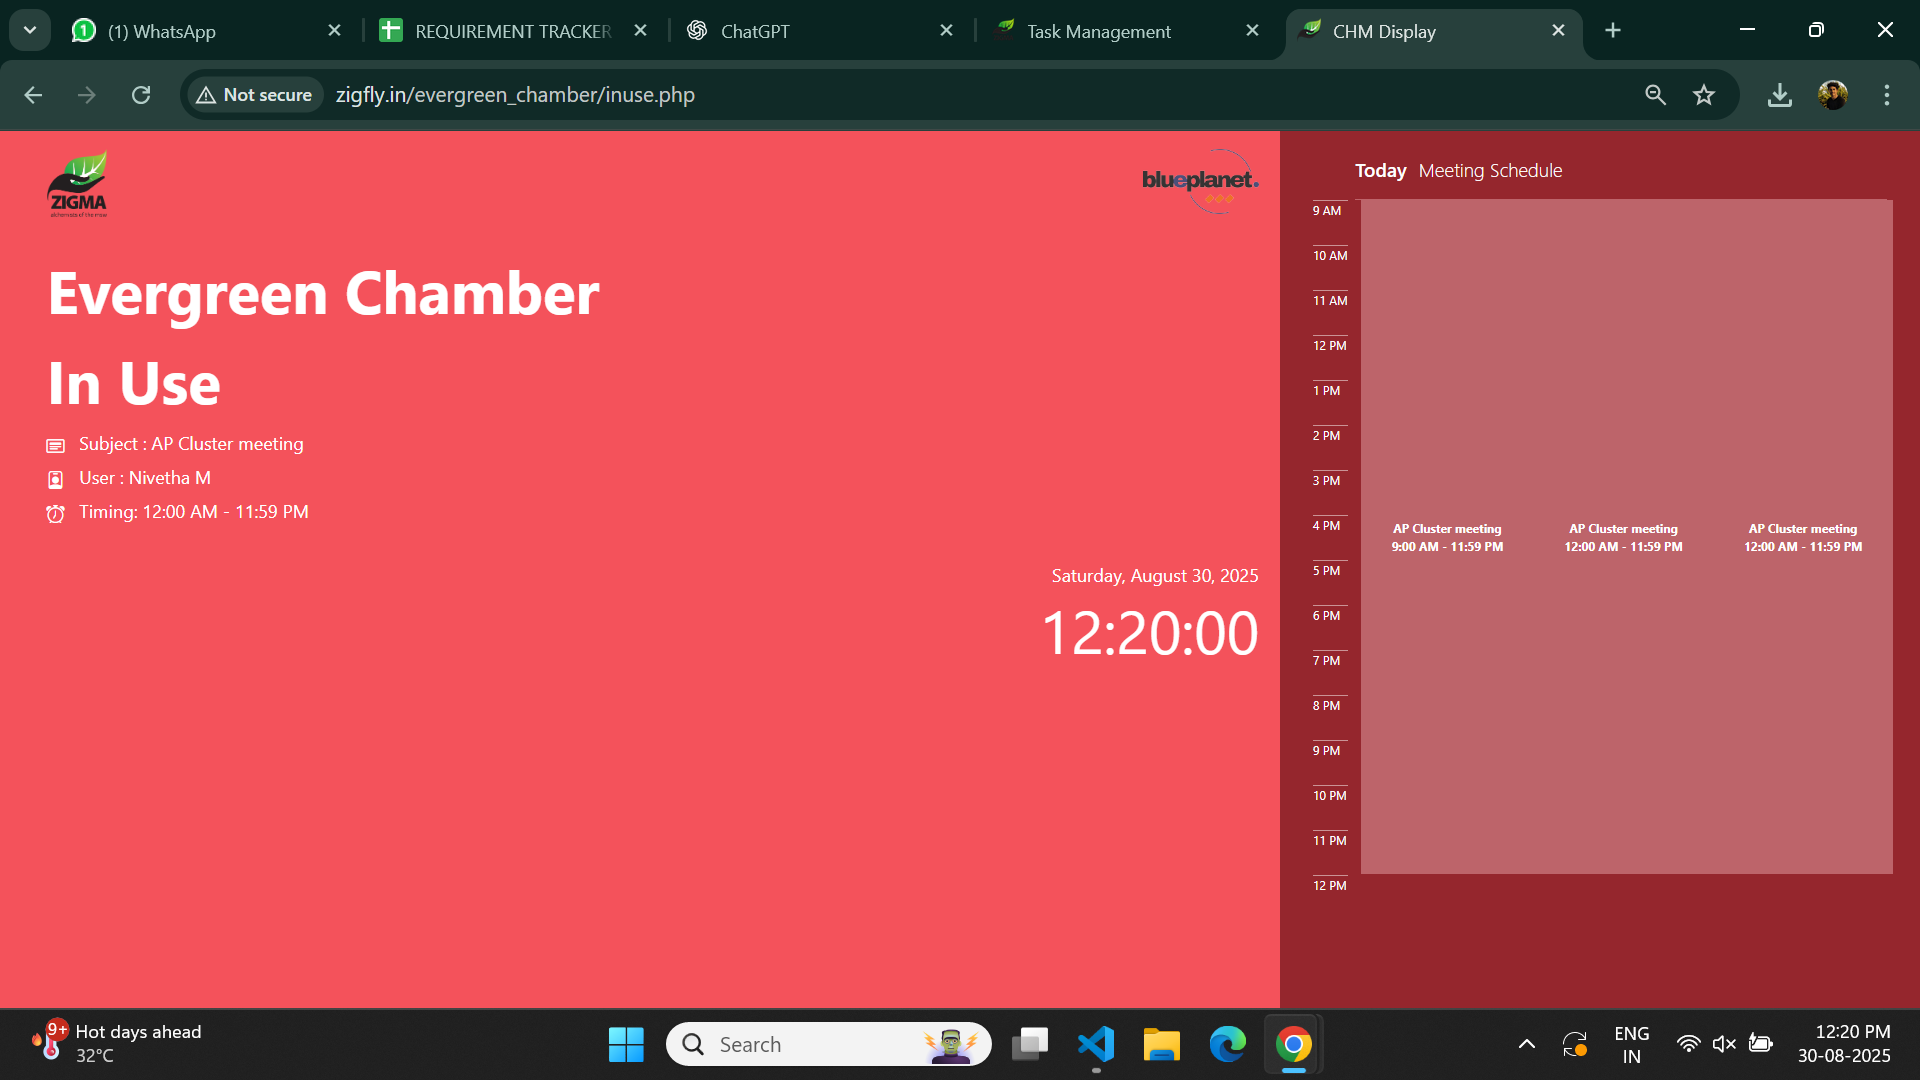 (1) WhatsApp
REQUIREMENT TRACKER
ChatGPT
Task Management
CHM Display
Not secure
zigfly.in/evergreen_chamber/inuse.php
ZIGMA
blueplanet.
Evergreen Chamber
In Use
Subject : AP Cluster meeting
User : Nivetha M
Timing: 12:00 AM - 11:59 PM
Saturday, August 30, 2025
12:20:00
Today Meeting Schedule
9 AM
10 AM
11 AM
12 PM
1 PM
2 PM
3 PM
4 PM
5 PM
6 PM
7 PM
8 PM
9 PM
10 PM
11 PM
12 PM
AP Cluster meeting
9:00 AM - 11:59 PM
AP Cluster meeting
12:00 AM - 11:59 PM
AP Cluster meeting
12:00 AM - 11:59 PM
9+
Hot days ahead
32°C
Search
ENG
IN
12:20 PM
30-08-2025